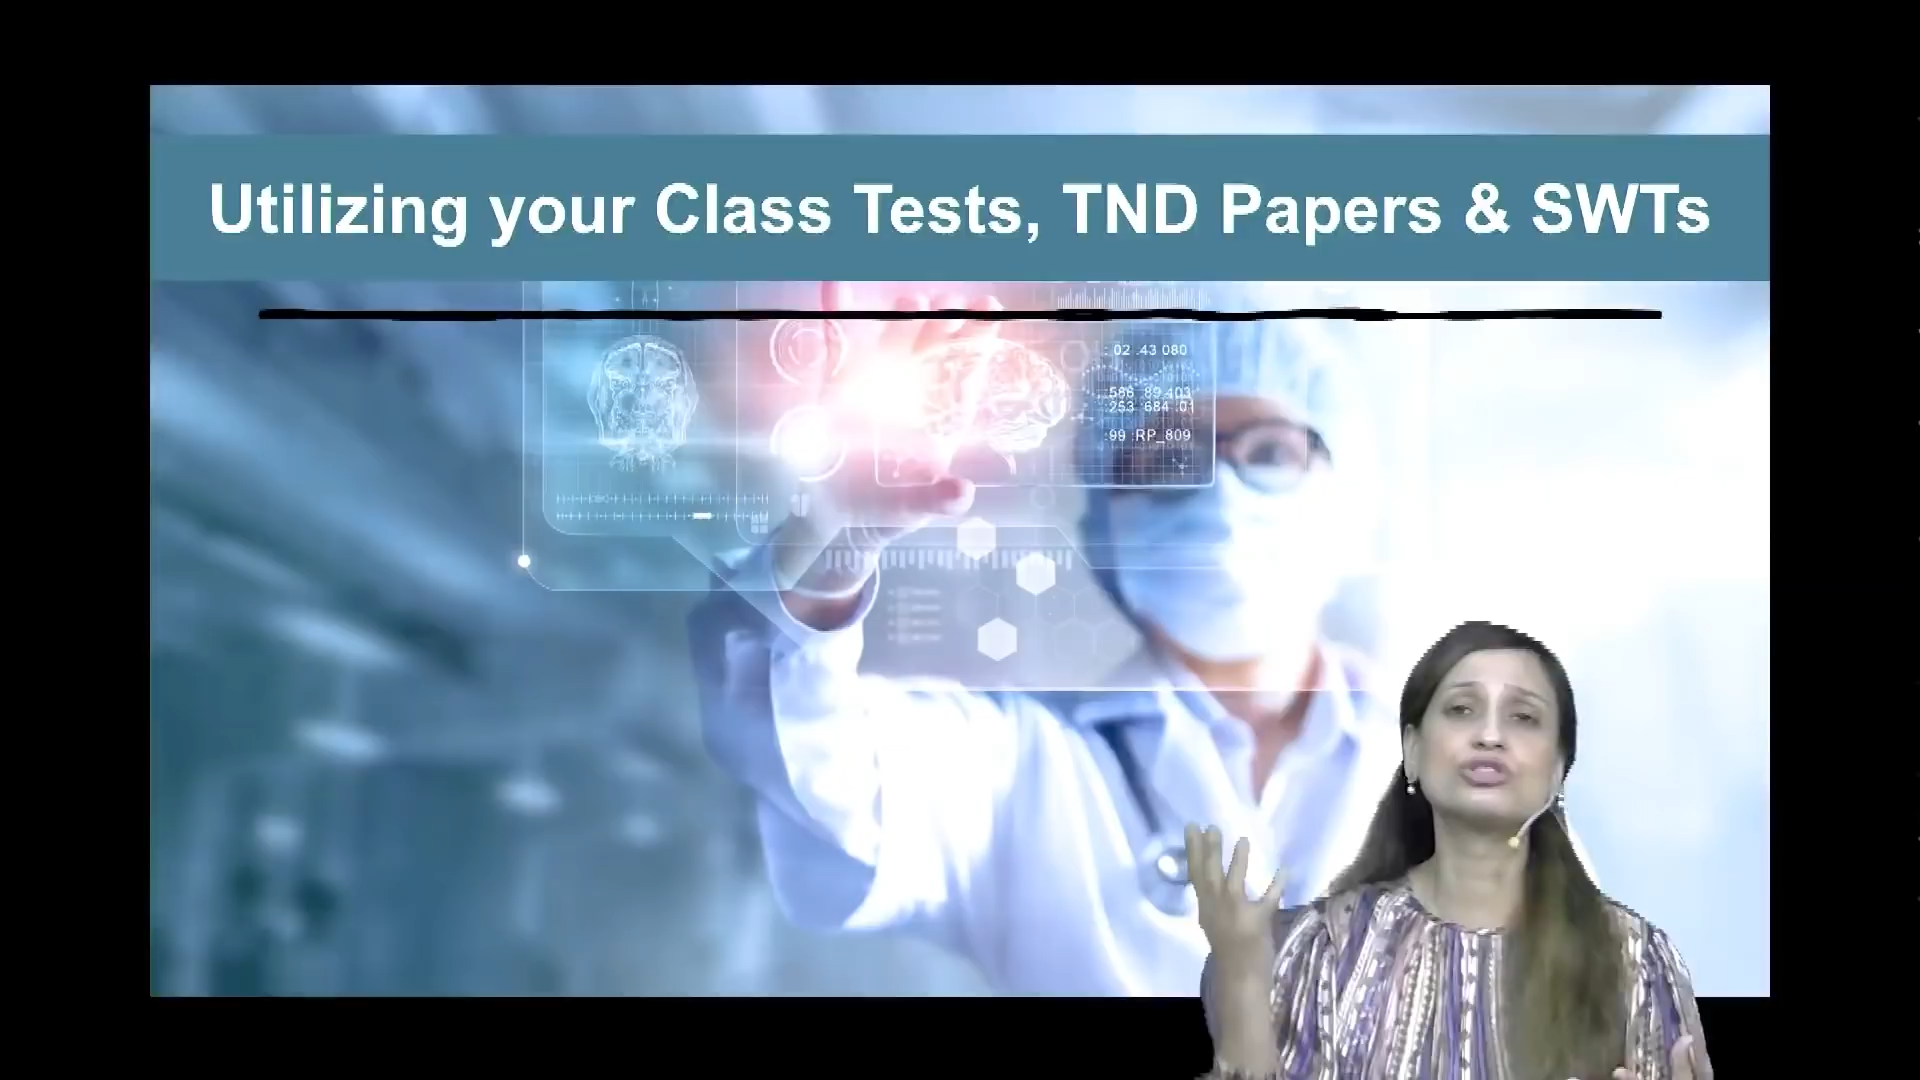 Utilizing your Class Tests, TND Papers & SWTs
: 02 .43 080
:586 89.403
:253 684 .01
:99 :RP_809